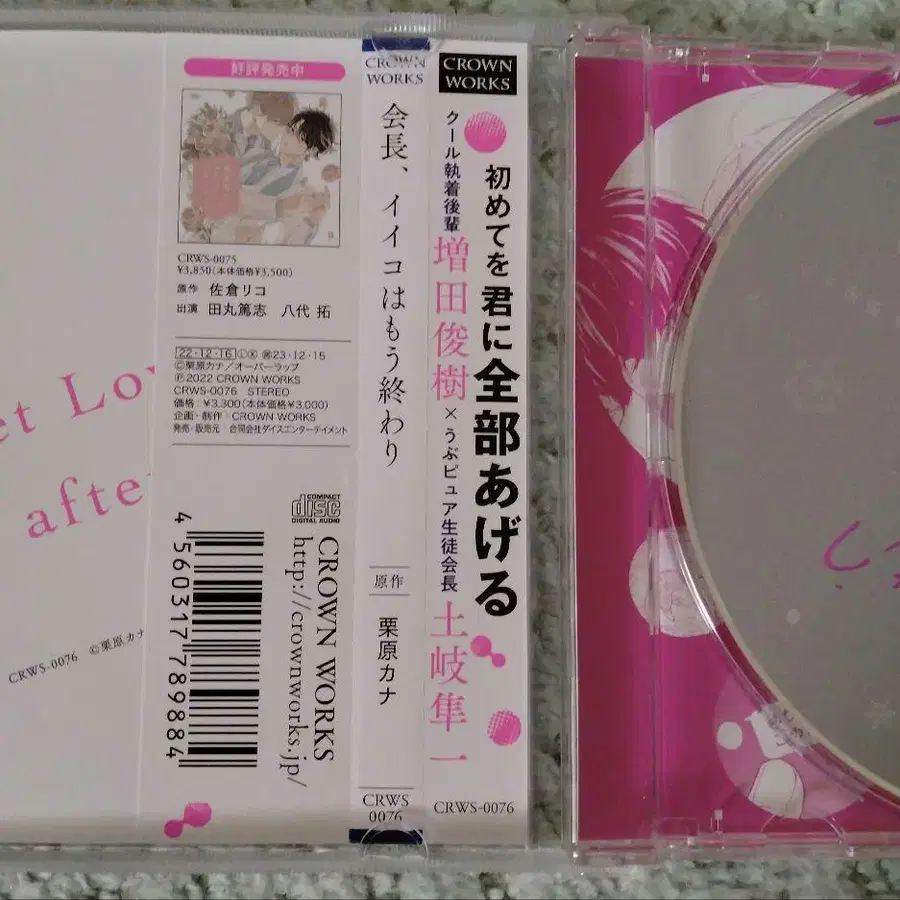 好評発売中
CRWS-0075
¥3,850(本体価格¥3,500)
原作 佐倉リコ
出演 田丸篤志 八代 拓
22・12・16 Ⓛ Ⓧ 23・12・15
©栗原カナ/オーバーラップ
Ⓟ2022 CROWN WORKS
CRWS-0076 STEREO
価格:¥3,300(本体価格¥3,000)
企画・制作:CROWN WORKS
発売・販売元 合同会社ダイスエンターテイメント
COMPACT
disc
DIGITAL AUDIO
CROWN WORKS
http://crownworks.jp/
4 560317 789884
CROWN
WORKS
会長、イイコはもう終わり
原作
栗原カナ
CRWS
0076
CROWN
WORKS
初めてを君に全部あげる
クール執着後輩 増田俊樹×うぶピュア生徒会長 土岐隼一
CRWS-0076
et Lo
afte
CRWS-0076 ©栗原カナ